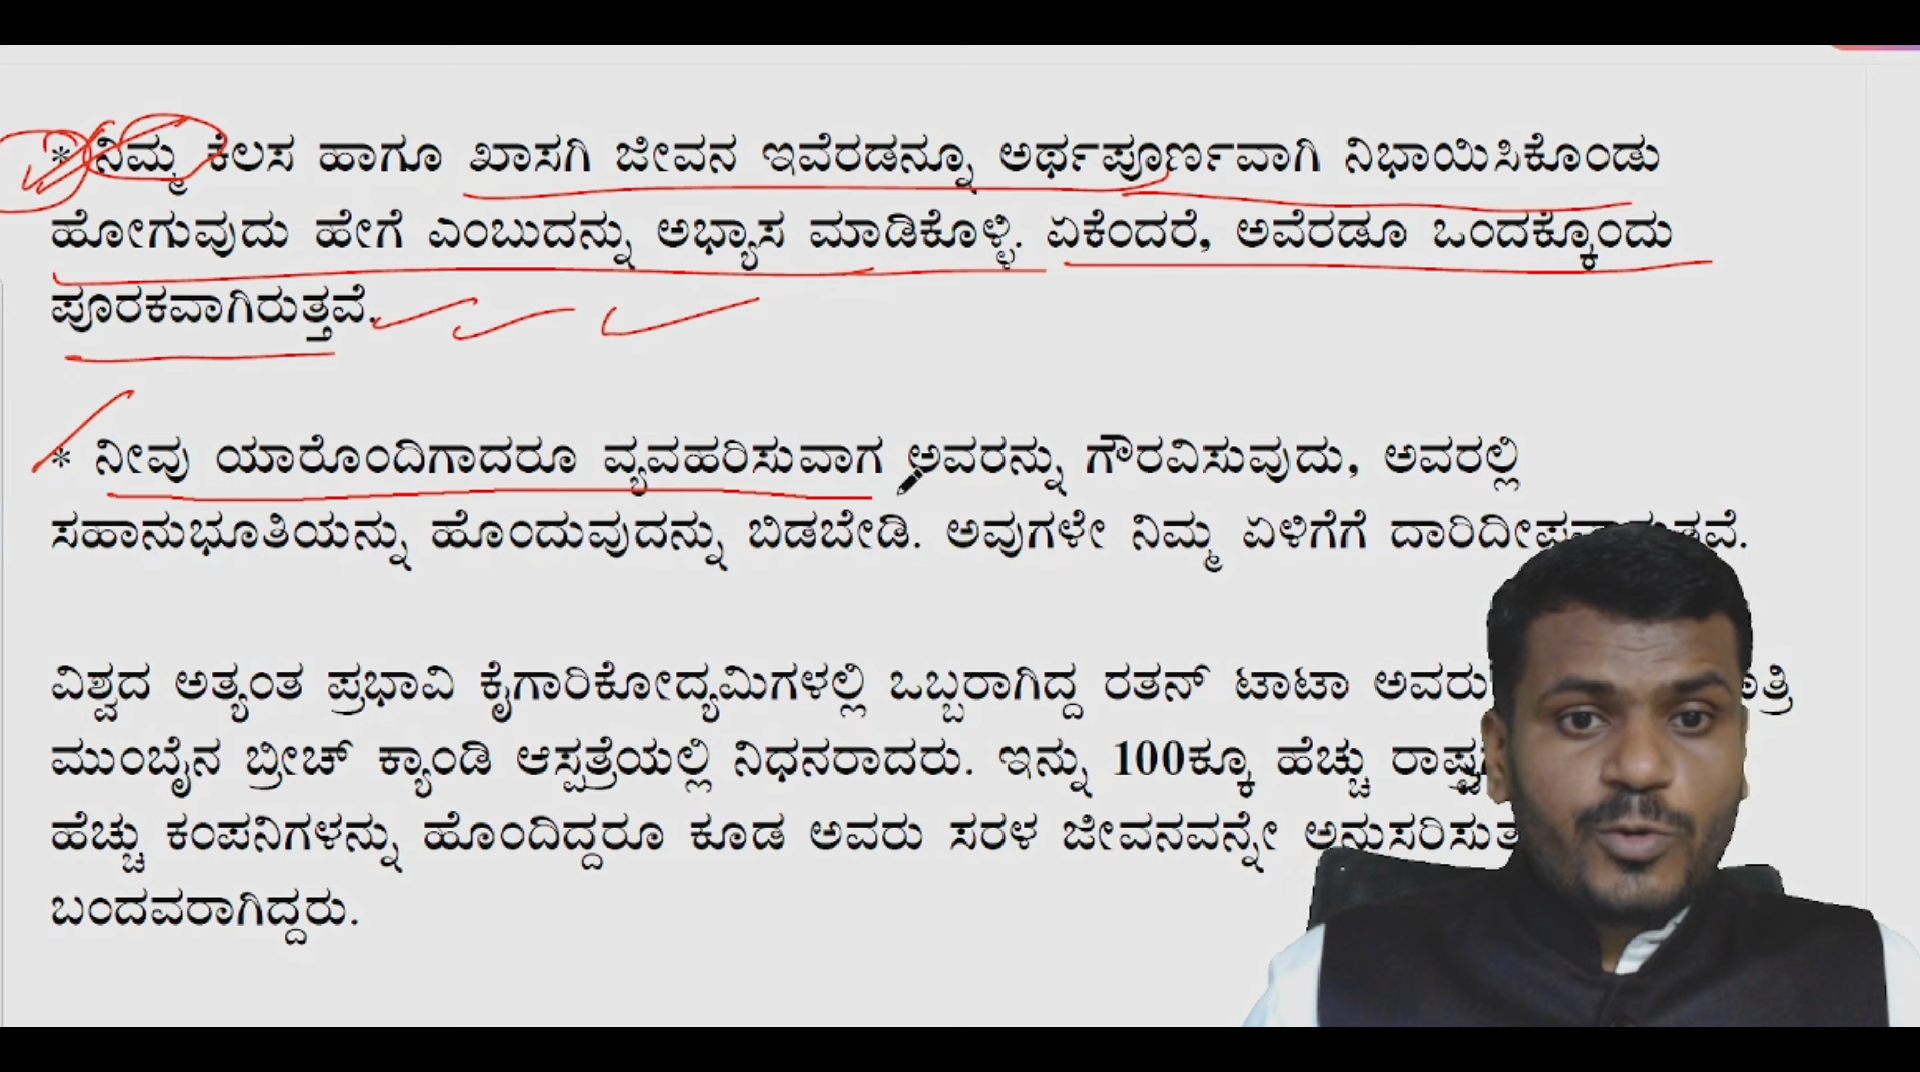 * ನಿಮ್ಮ ಕೆಲಸ ಹಾಗೂ ಖಾಸಗಿ ಜೀವನ ಇವೆರಡನ್ನೂ ಅರ್ಥಪೂರ್ಣವಾಗಿ ನಿಭಾಯಿಸಿಕೊಂಡು
ಹೋಗುವುದು ಹೇಗೆ ಎಂಬುದನ್ನು ಅಭ್ಯಾಸ ಮಾಡಿಕೊಳ್ಳಿ. ಏಕೆಂದರೆ, ಅವೆರಡೂ ಒಂದಕ್ಕೊಂದು
ಪೂರಕವಾಗಿರುತ್ತವೆ.
* ನೀವು ಯಾರೊಂದಿಗಾದರೂ ವ್ಯವಹರಿಸುವಾಗ ಅವರನ್ನು ಗೌರವಿಸುವುದು, ಅವರಲ್ಲಿ
ಸಹಾನುಭೂತಿಯನ್ನು ಹೊಂದುವುದನ್ನು ಬಿಡಬೇಡಿ. ಅವುಗಳೇ ನಿಮ್ಮ ಏಳಿಗೆಗೆ
ವಿಶ್ವದ ಅತ್ಯಂತ ಪ್ರಭಾವಿ ಕೈಗಾರಿಕೋದ್ಯಮಿಗಳಲ್ಲಿ ಒಬ್ಬರಾಗಿದ್ದ ರತನ್ ಟಾಟಾ ಅವರು
ಮುಂಬೈನ ಬ್ರೀಚ್ ಕ್ಯಾಂಡಿ ಆಸ್ಪತ್ರೆಯಲ್ಲಿ ನಿಧನರಾದರು. ಇನ್ನು 100ಕ್ಕೂ ಹೆಚ್ಚು
ಹೆಚ್ಚು ಕಂಪನಿಗಳನ್ನು ಹೊಂದಿದ್ದರೂ ಕೂಡ ಅವರು ಸರಳ ಜೀವನವನ್ನೇ
ಬಂದವರಾಗಿದ್ದರು.